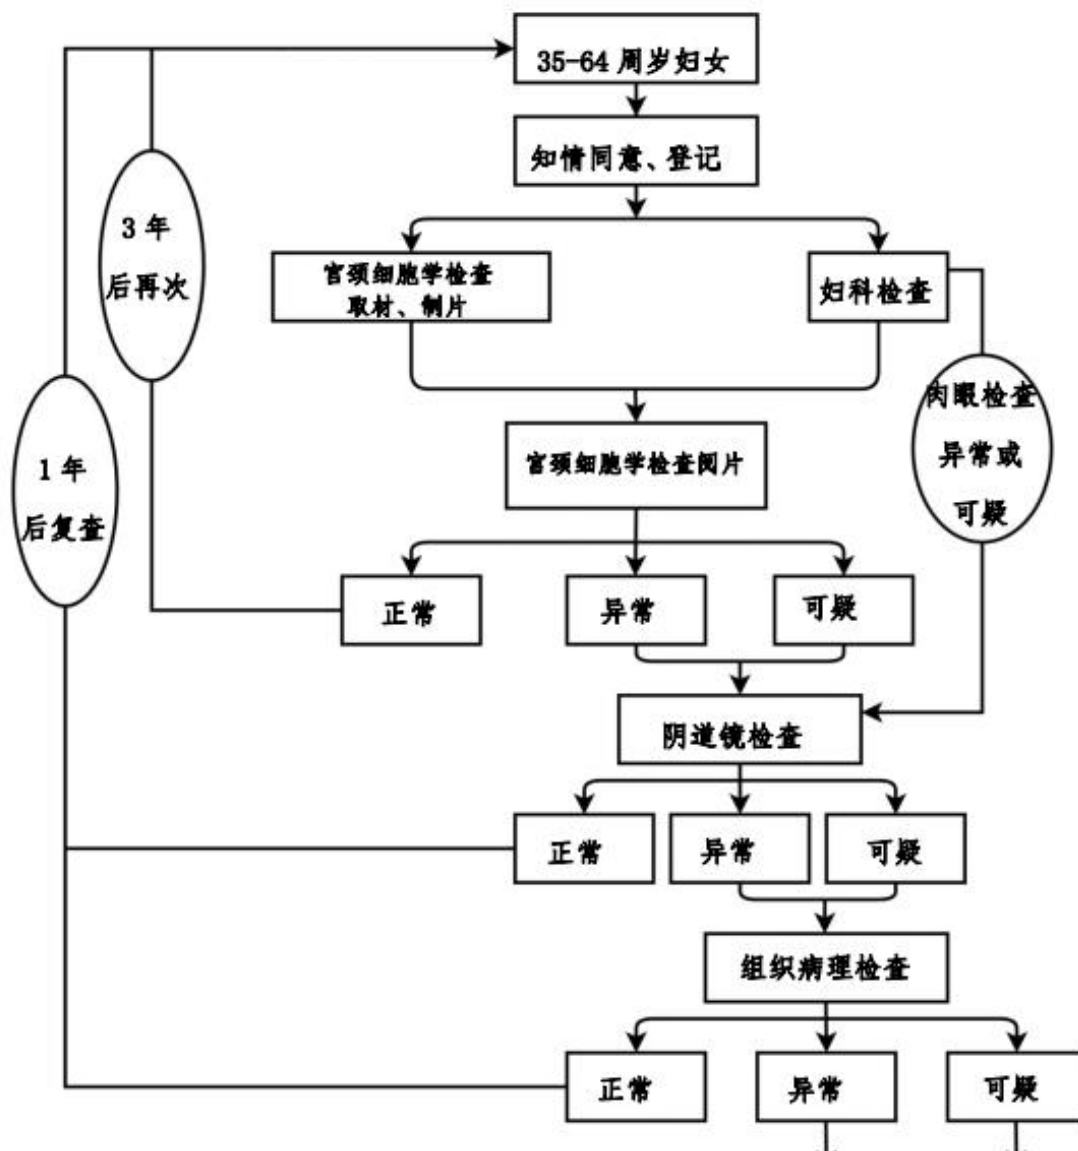 35-64 周岁妇女
知情同意、登记
3 年
后再次
宫颈细胞学检查
取材、制片
妇科检查
肉眼检查
异常或
可疑
1 年
后复查
宫颈细胞学检查阅片
正常
异常
可疑
阴道镜检查
正常
异常
可疑
组织病理检查
正常
异常
可疑